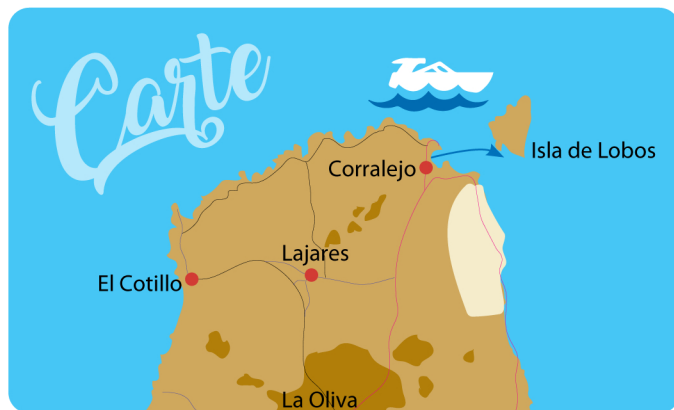 Carte
Isla de Lobos
Corralejo
Lajares
El Cotillo
La Oliva